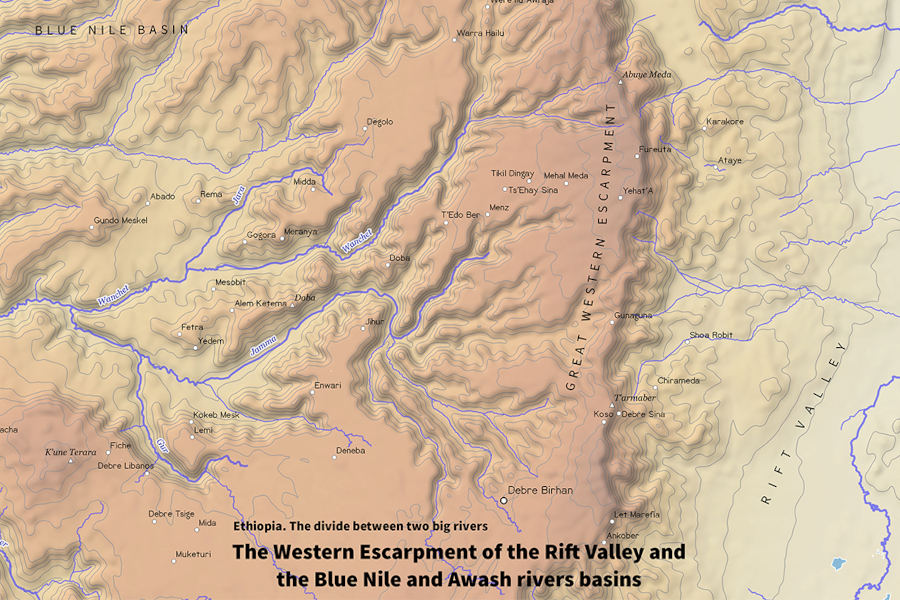 Were Ilu Awraja
BLUE NILE BASIN
Warra Hailu
Abuye Meda
Degolo
Karakore
Fureuta
Ataye
Tikil Dingay
Mehal Meda
Midda
Ts'Ehay Sina
Yehat'A
Abado
Rema
Jara
Menz
T'Edo Ber
Gundo Meskel
Gogora
Meranya
Wanchet
Doba
GREAT WESTERN ESCARPMENT
Mesobit
Wanchet
Alem Ketema
Doba
Gunaguna
Jihur
Fetra
Shoa Robit
Yedem
Jamma
RIFT VALLEY
Enwari
Chirameda
T'armaber
Kokeb Mesk
Koso
Debre Sina
acha
Lemi
Fiche
Gur
K'une Terara
Deneba
Debre Libanos
Debre Birhan
Debre Tsige
Let Marefia
Mida
Ethiopia. The divide between two big rivers
Ankober
The Western Escarpment of the Rift Valley and
Muketuri
the Blue Nile and Awash rivers basins